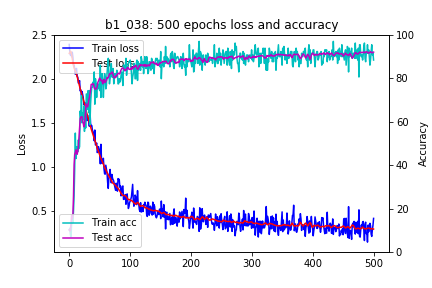 b1_038: 500 epochs loss and accuracy
2.5
2.0
1.5
1.0
0.5
Loss
Train loss
Test loss
Train acc
Test acc
100
80
60
40
20
0
Accuracy
0
100
200
300
400
500